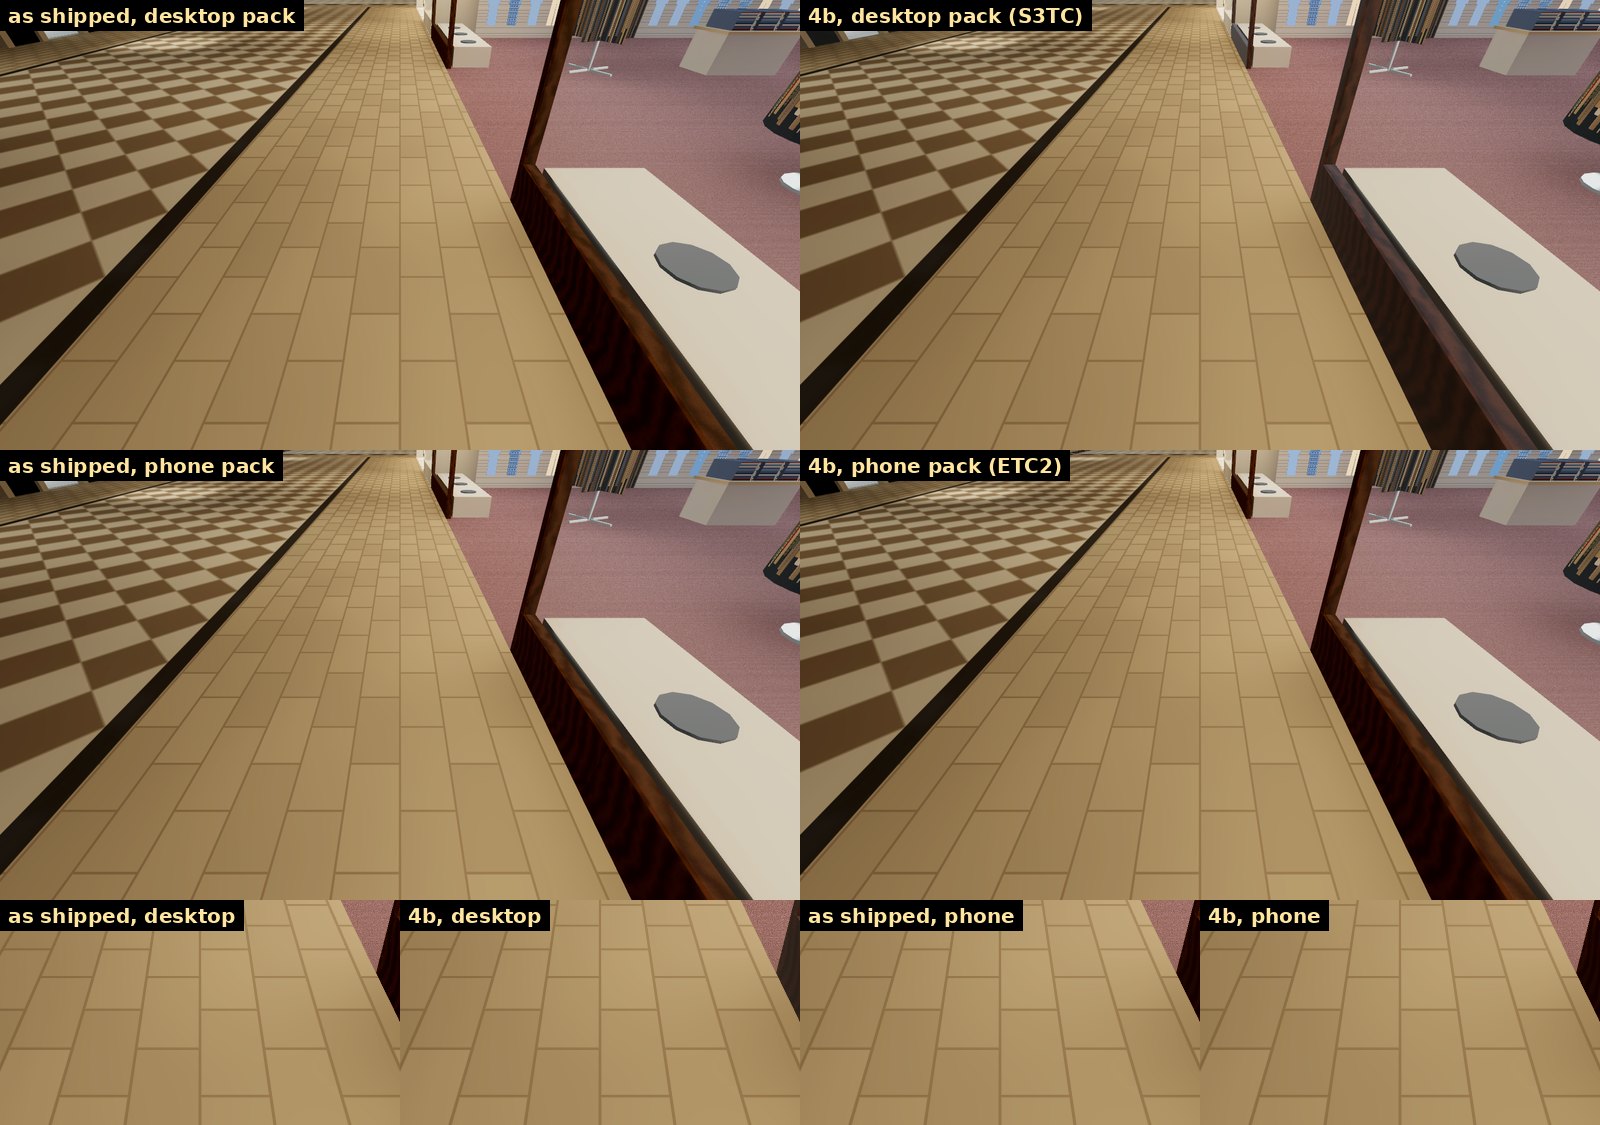 as shipped, desktop pack
4b, desktop pack (S3TC)
as shipped, phone pack
4b, phone pack (ETC2)
as shipped, desktop
4b, desktop
as shipped, phone
4b, phone